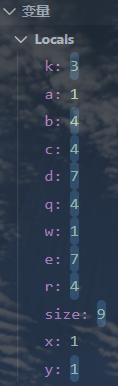 变量
Locals
k: 3
a: 1
b: 4
c: 4
d: 7
q: 4
w: 1
e: 7
r: 4
size: 9
x: 1
y: 1